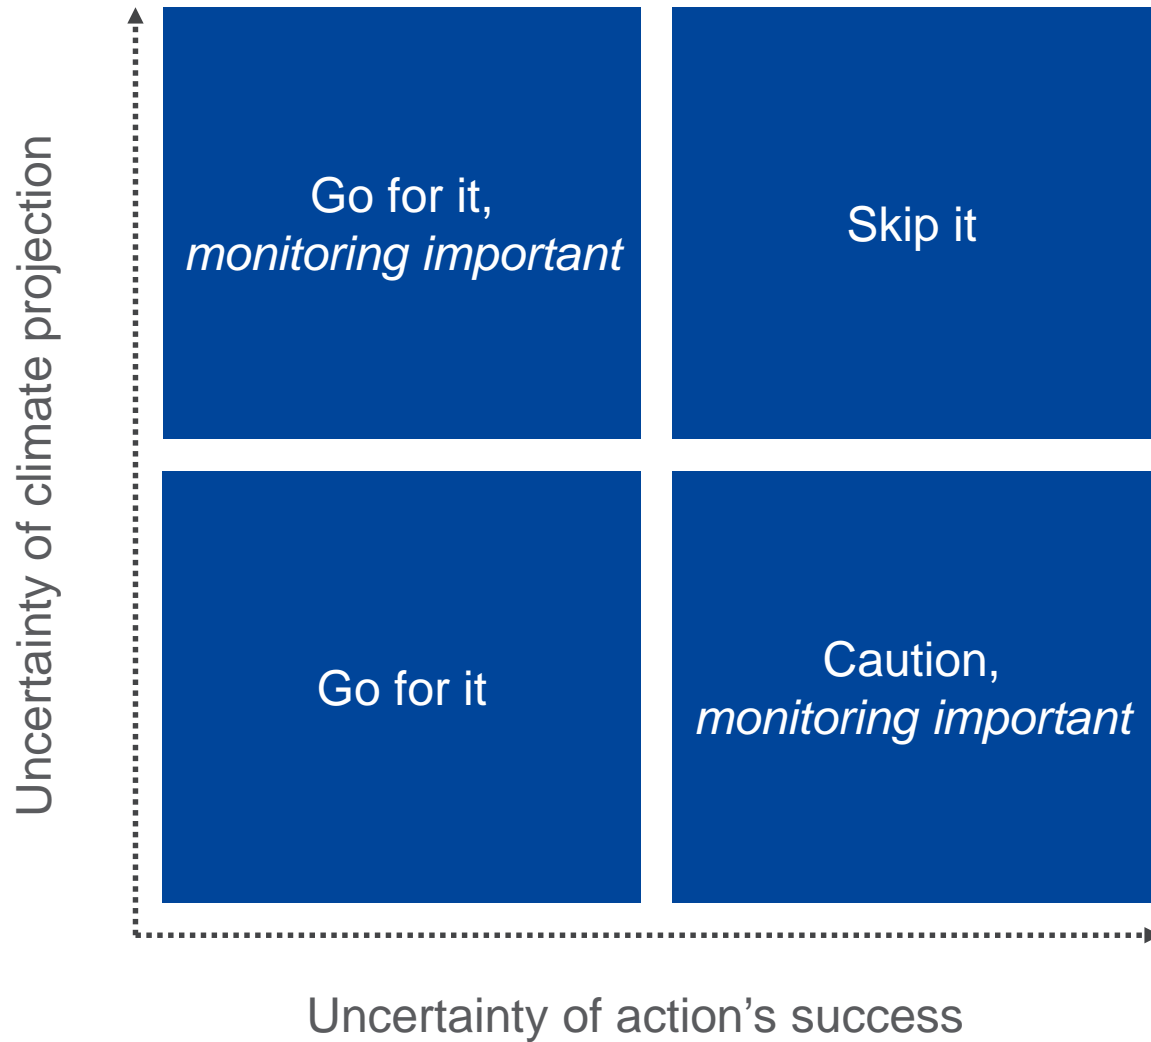 Uncertainty of climate projection
Go for it,
monitoring important
Skip it
Go for it
Caution,
monitoring important
Uncertainty of action’s success